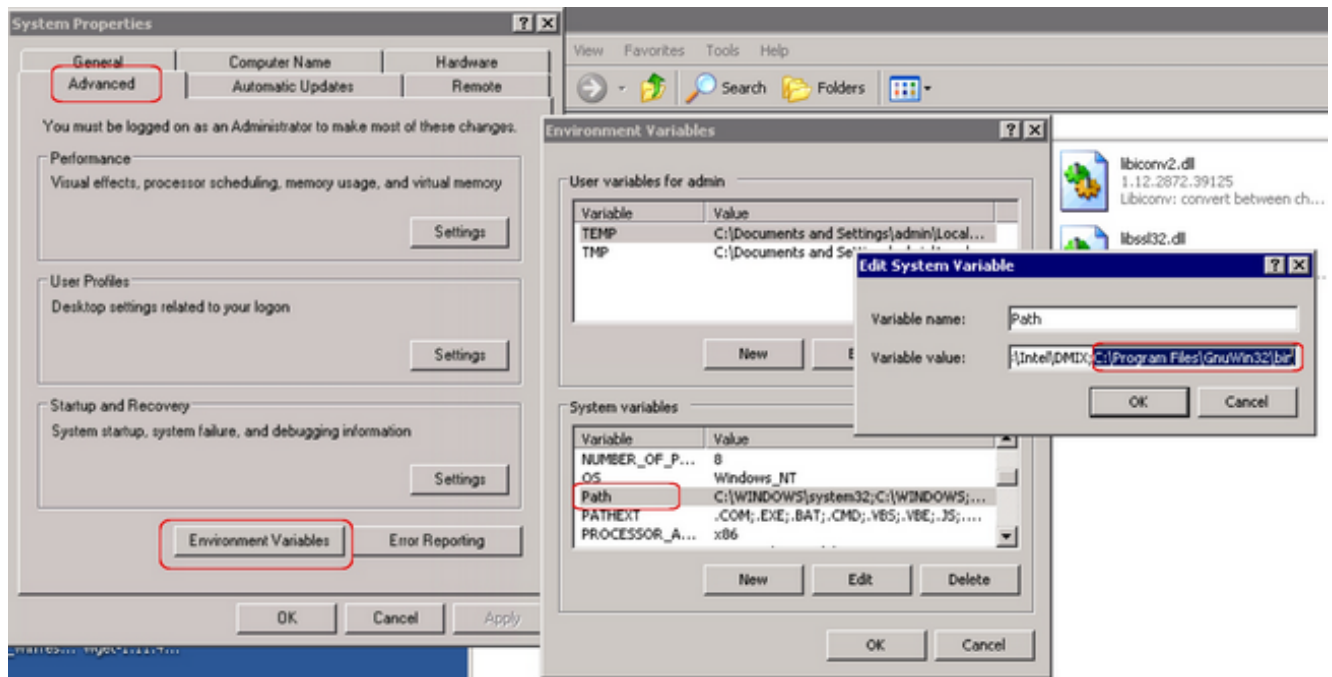 System Properties
General
Computer Name
Hardware
Advanced
Automatic Updates
Remote
You must be logged on as an Administrator to make most of these changes.
Performance
Visual effects, processor scheduling, memory usage, and virtual memory
Settings
User Profiles
Desktop settings related to your logon
Settings
Startup and Recovery
System startup, system failure, and debugging information
Settings
Environment Variables
Error Reporting
OK
Cancel
Apply
View Favorites Tools Help
Search
Folders
Environment Variables
User variables for admin
Variable Value
TEMP C:\Documents and Settings\admin\Local...
TMP C:\Documents and
New
System variables
Variable Value
NUMBER_OF_P... 8
OS Windows_NT
Path C:\WINDOWS\system32;C:\WINDOWS;...
PATHEXT .COM;.EXE;.BAT;.CMD;.VBS;.VBE;.JS;....
PROCESSOR_A... x86
New
Edit
Delete
OK
Cancel
libiconv2.dll
1.12.2872.39125
Libiconv: convert between ch...
libssl32.dll
Edit System Variable
Variable name: Path
Variable value: :\Intel\DMIX;C:\Program Files\GnuWin32\bin\
OK
Cancel